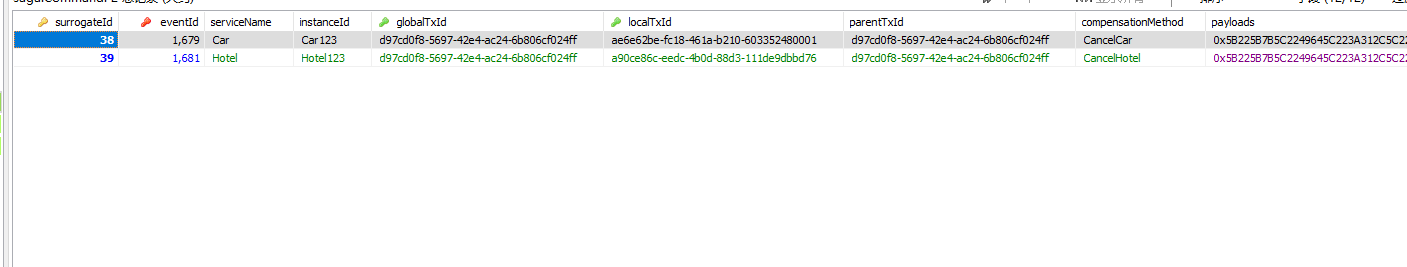 surrogateId eventId serviceName instanceId globalTxId localTxId parentTxId compensationMethod payloads
38 1,679 Car Car123 d97cd0f8-5697-42e4-ac24-6b806cf024ff ae6e62be-fc18-461a-b210-603352480001 d97cd0f8-5697-42e4-ac24-6b806cf024ff CancelCar 0x5B225B7B5C2249645C223A312C5C22
39 1,681 Hotel Hotel123 d97cd0f8-5697-42e4-ac24-6b806cf024ff a90ce86c-eedc-4b0d-88d3-111de9dbbd76 d97cd0f8-5697-42e4-ac24-6b806cf024ff CancelHotel 0x5B225B7B5C2249645C223A312C5C22